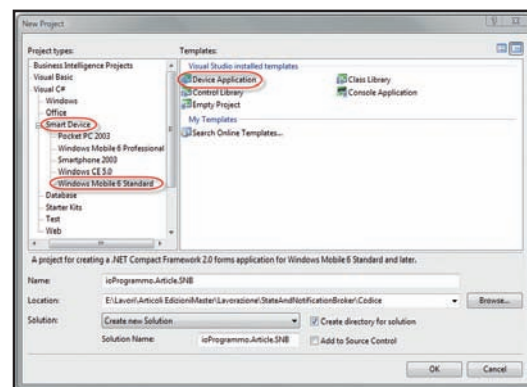 New Project
Project types:
Templates:
Business Intelligence Projects
Visual Basic
Visual C#
Windows
Office
Smart Device
Pocket PC 2003
Windows Mobile 6 Professional
Smartphone 2003
Windows CE 5.0
Windows Mobile 6 Standard
Database
Starter Kits
Test
Web
Visual Studio installed templates
Device Application
Class Library
Control Library
Console Application
Empty Project
My Templates
Search Online Templates...
A project for creating a .NET Compact Framework 2.0 forms application for Windows Mobile 6 Standard and later.
Name:
ioProgrammo.Article.SNB
Location:
E:\Lavori\Articoli EdizioniMaster\Lavorazione\StateAndNotificationBroker\Codice
Browse...
Solution:
Create new Solution
Create directory for solution
Solution Name:
ioProgrammo.Article.SNB
Add to Source Control
OK
Cancel